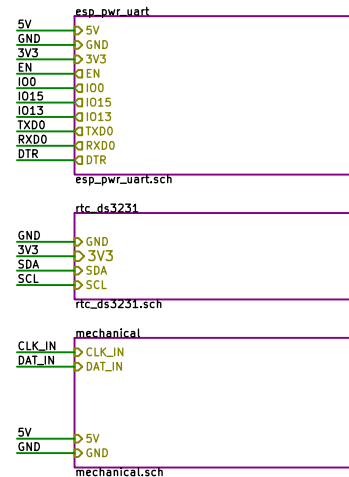 esp_pwr_uart
5V 5V
GND GND
3V3 3V3
EN EN
IO0 IO0
IO15 IO15
IO13 IO13
TXD0 TXD0
RXD0 RXD0
DTR DTR
esp_pwr_uart.sch
rtc_ds3231
GND GND
3V3 3V3
SDA SDA
SCL SCL
rtc_ds3231.sch
mechanical
CLK_IN CLK_IN
DAT_IN DAT_IN
5V 5V
GND GND
mechanical.sch